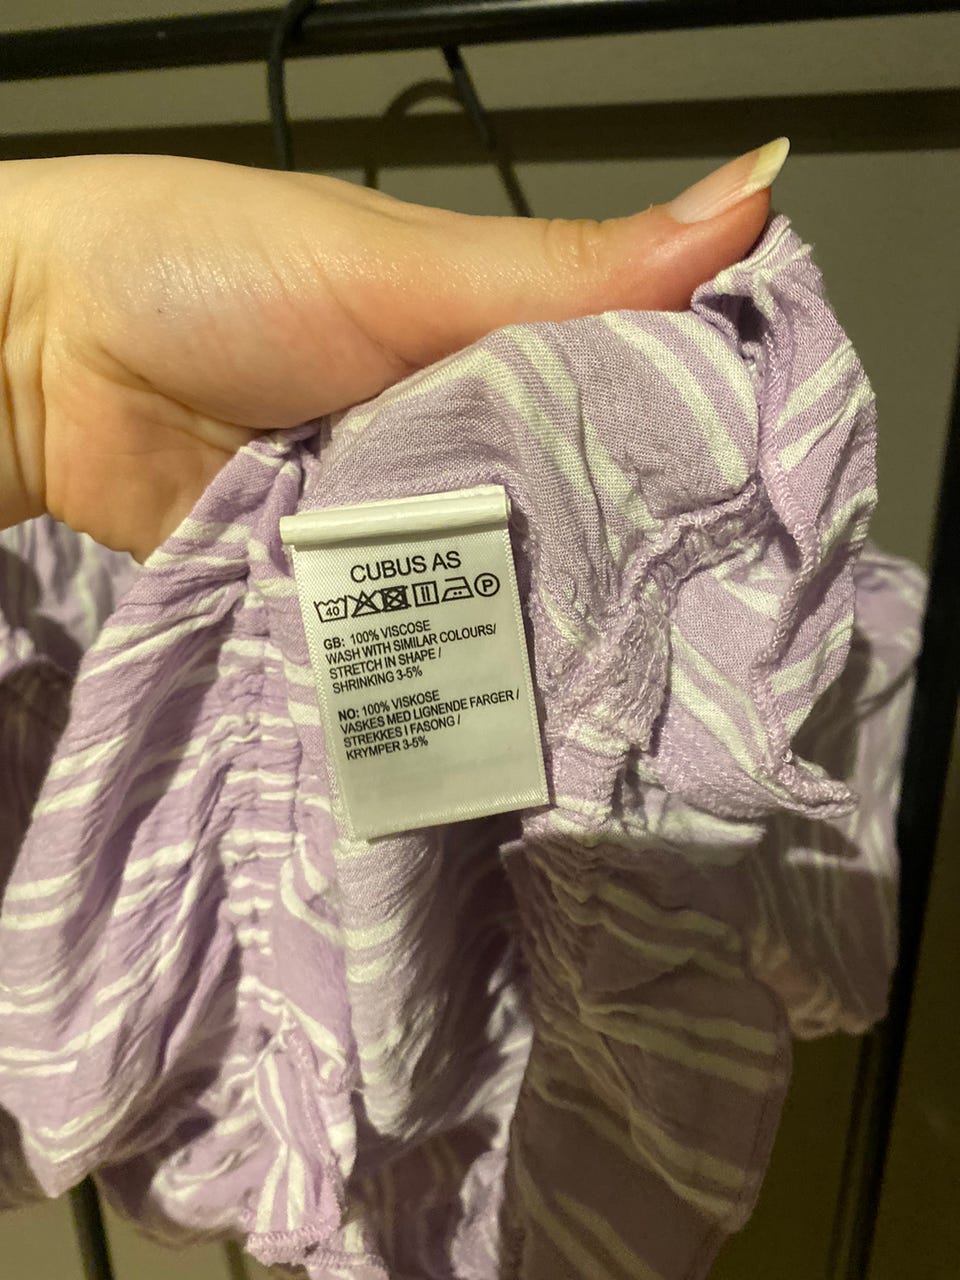 CUBUS AS
40 P
GB: 100% VISCOSE
WASH WITH SIMILAR COLOURS/
STRETCH IN SHAPE /
SHRINKING 3-5%
NO: 100% VISKOSE
VASKES MED LIGNENDE FARGER /
STREKKES I FASONG /
KRYMPER 3-5%